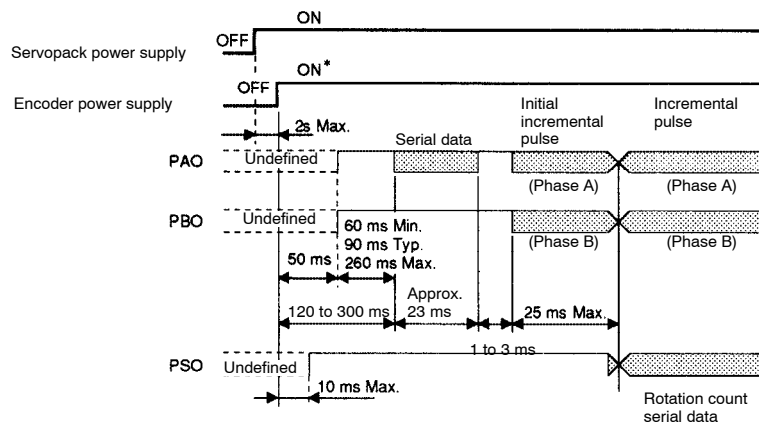 ON
OFF
Servopack power supply
ON*
OFF
Encoder power supply
Initial incremental pulse
Incremental pulse
2s Max.
Serial data
PAO
Undefined
(Phase A)
(Phase A)
PBO
Undefined
60 ms Min.
90 ms Typ.
260 ms Max.
(Phase B)
(Phase B)
50 ms
Approx.
23 ms
120 to 300 ms
25 ms Max.
1 to 3 ms
PSO
Undefined
10 ms Max.
Rotation count
serial data